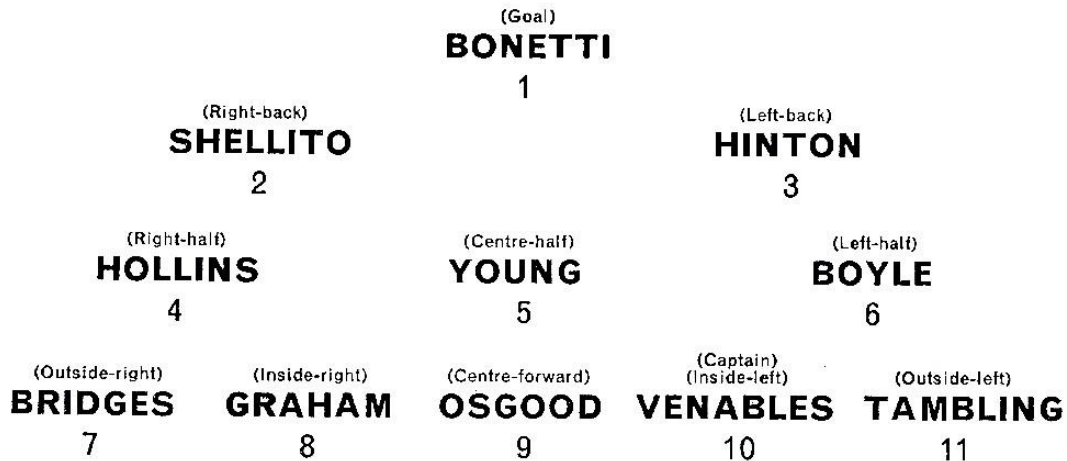 (Goal)
BONETTI
1
(Right-back) (Left-back)
SHELLITO HINTON
2 3
(Right-half) (Centre-half) (Left-half)
HOLLINS YOUNG BOYLE
4 5 6
(Captain)
(Outside-right) (Inside-right) (Centre-forward) (Inside-left) (Outside-left)
BRIDGES GRAHAM OSGOOD VENABLES TAMBLING
7 8 9 10 11